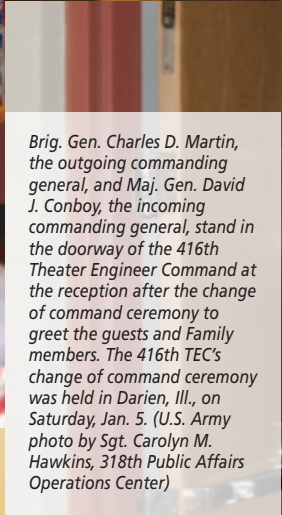 Brig. Gen. Charles D. Martin,
the outgoing commanding
general, and Maj. Gen. David
J. Conboy, the incoming
commanding general, stand in
the doorway of the 416th
Theater Engineer Command at
the reception after the change
of command ceremony to
greet the guests and Family
members. The 416th TEC's
change of command ceremony
was held in Darien, Ill., on
Saturday, Jan. 5. (U.S. Army
photo by Sgt. Carolyn M.
Hawkins, 318th Public Affairs
Operations Center)